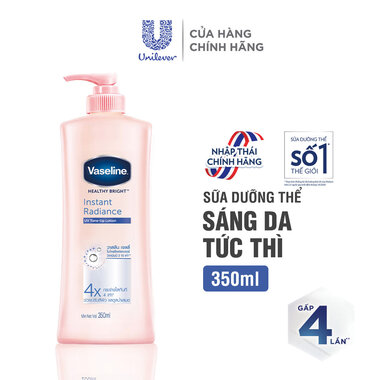 Unilever
CỬA HÀNG
CHÍNH HÃNG
Vaseline
HEALTHY BRIGHT™
Instant
Radiance
UV Tone-Up Lotion
4X
350ml
NHẬP THÁI
CHÍNH HÃNG
SỮA DƯỠNG THỂ
SỐ 1
THẾ GIỚI
SỮA DƯỠNG THỂ
SÁNG DA
TỨC THÌ
350ml
GẤP
4
LẦN